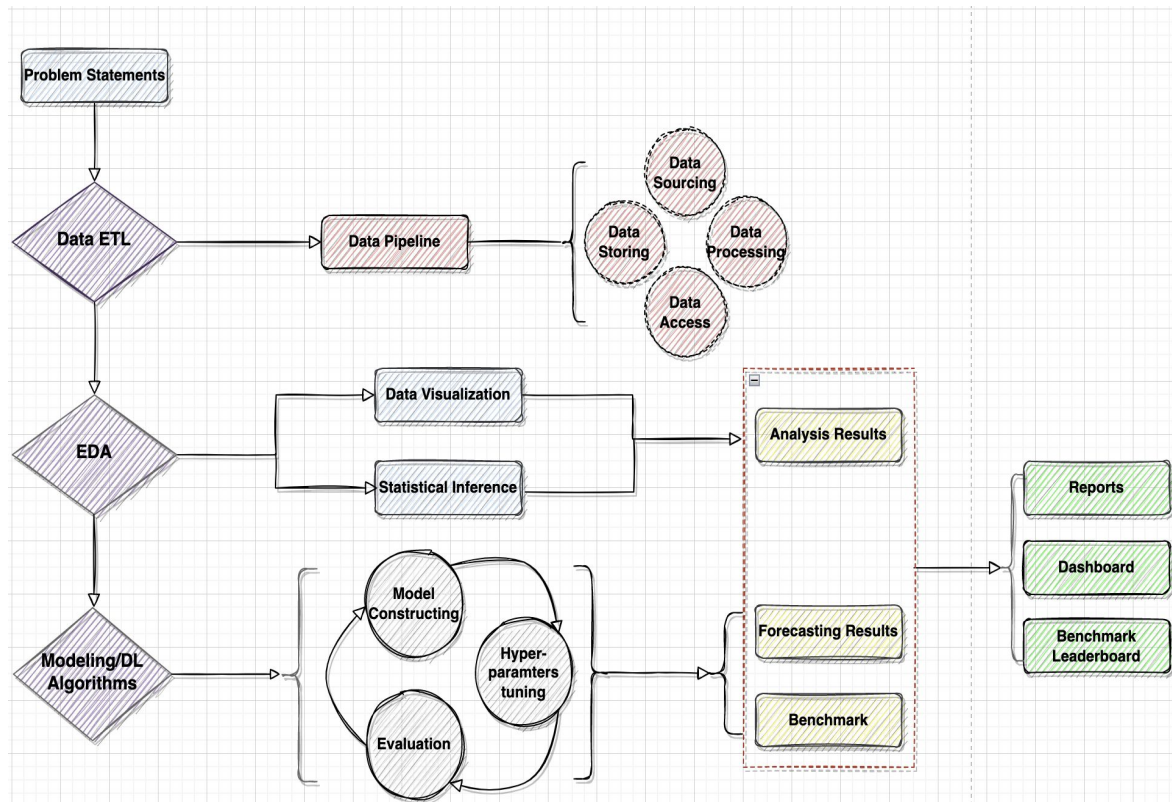 Problem Statements
Data ETL
Data Pipeline
Data
Sourcing
Data
Storing
Data
Processing
Data
Access
EDA
Data Visualization
Statistical Inference
Analysis Results
Modeling/DL
Algorithms
Model
Constructing
Hyper-
paramters
tuning
Evaluation
Forecasting Results
Benchmark
Reports
Dashboard
Benchmark
Leaderboard